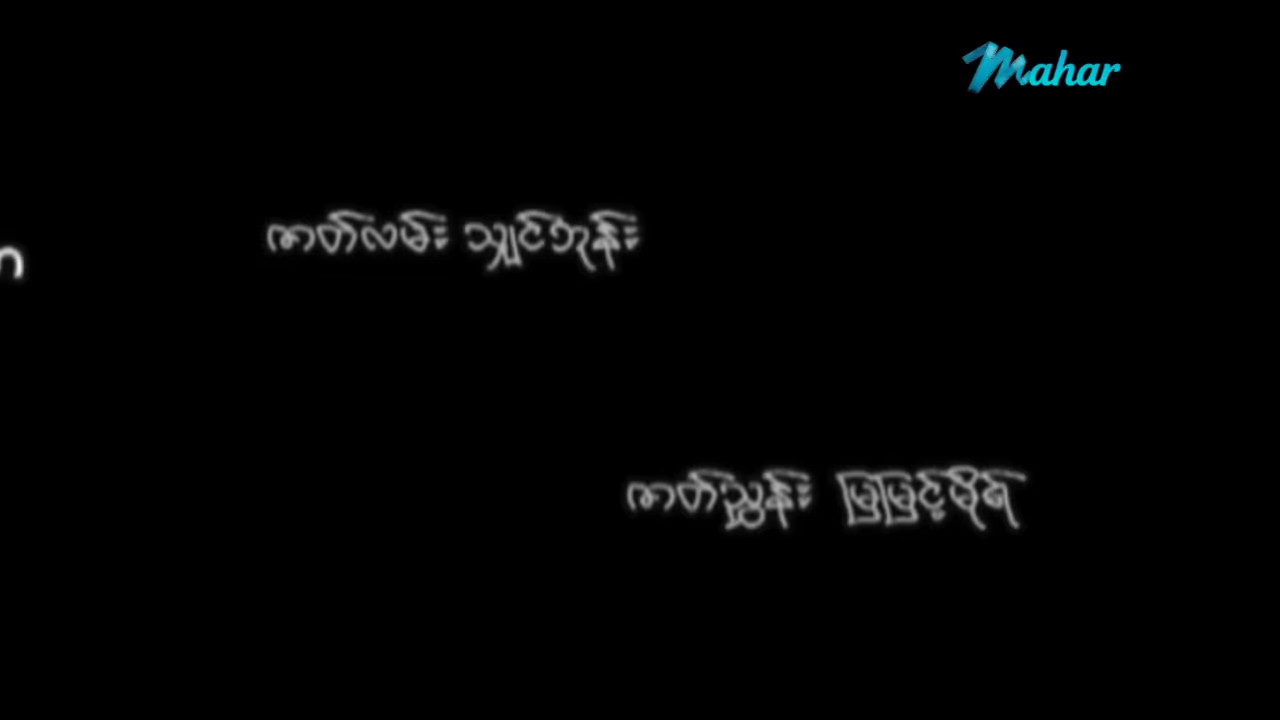 Mahar
ဇာတ်လမ်း သျှင်ဘုန်း
ဇာတ်ညွှန်း မြမြင့်မိုရ်